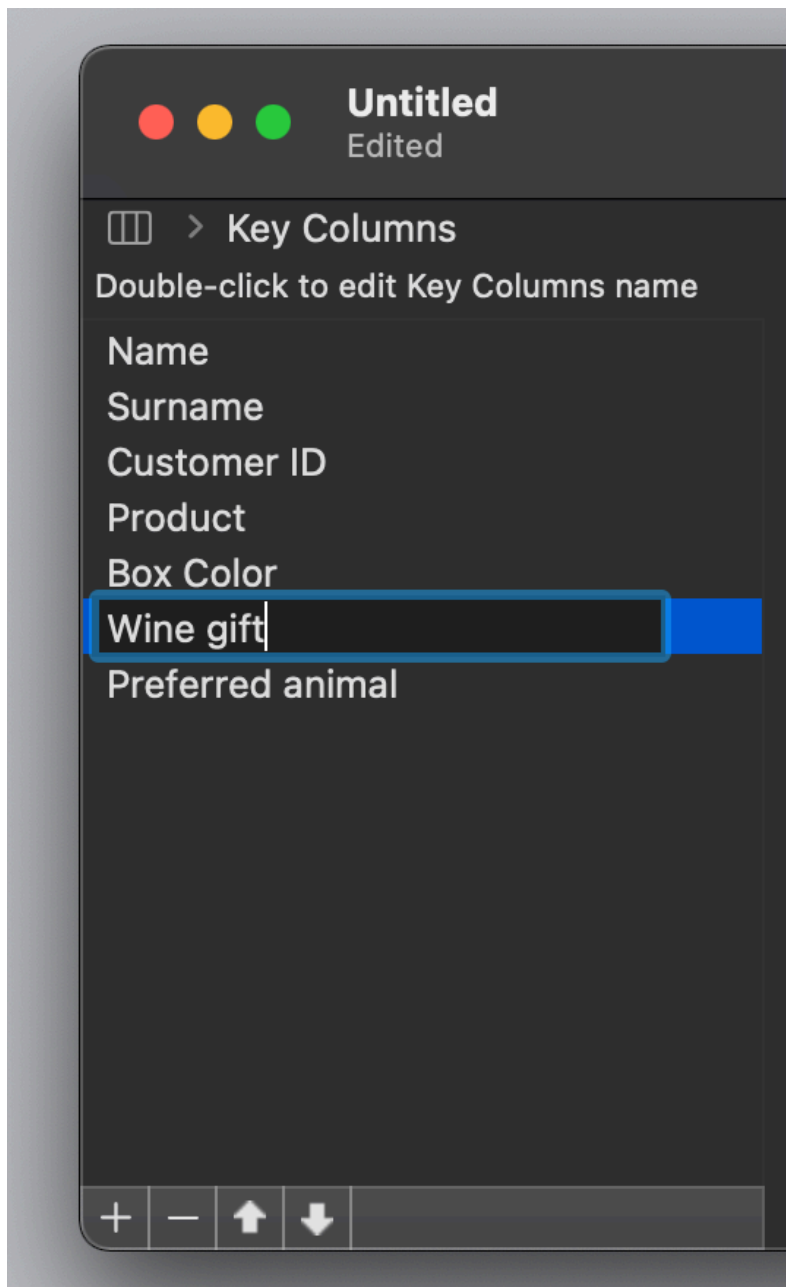 Untitled
Edited
> Key Columns
Double-click to edit Key Columns name
Name
Surname
Customer ID
Product
Box Color
Wine gift
Preferred animal